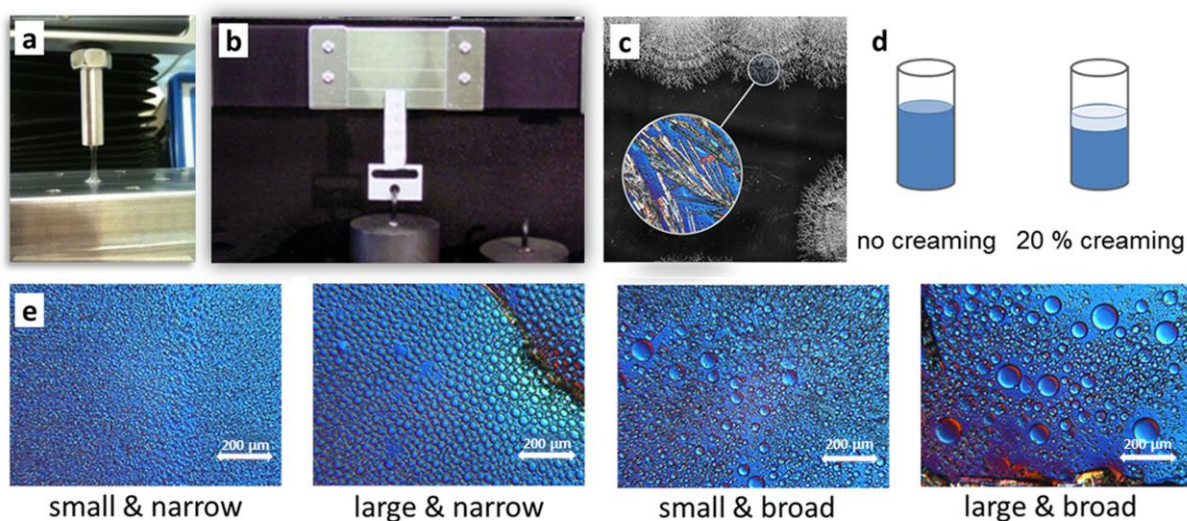 a
b
c
d
no creaming
20 % creaming
e
200 µm
200 µm
200 µm
200 µm
small & narrow
large & narrow
small & broad
large & broad